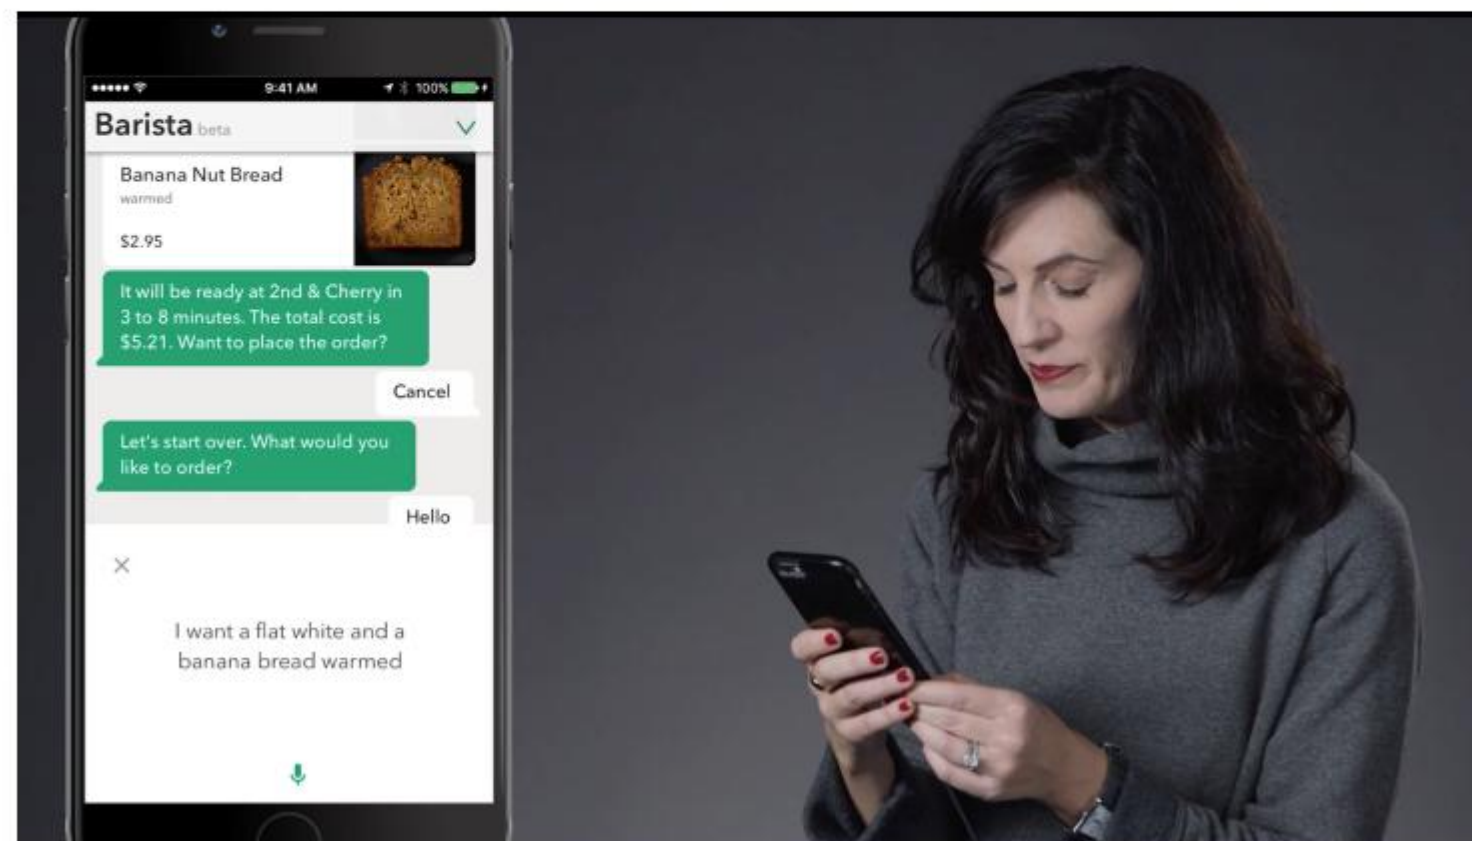 9:41 AM
100%
Barista beta
Banana Nut Bread
warmed
$2.95
It will be ready at 2nd & Cherry in
3 to 8 minutes. The total cost is
$5.21. Want to place the order?
Cancel
Let's start over. What would you
like to order?
Hello
I want a flat white and a
banana bread warmed